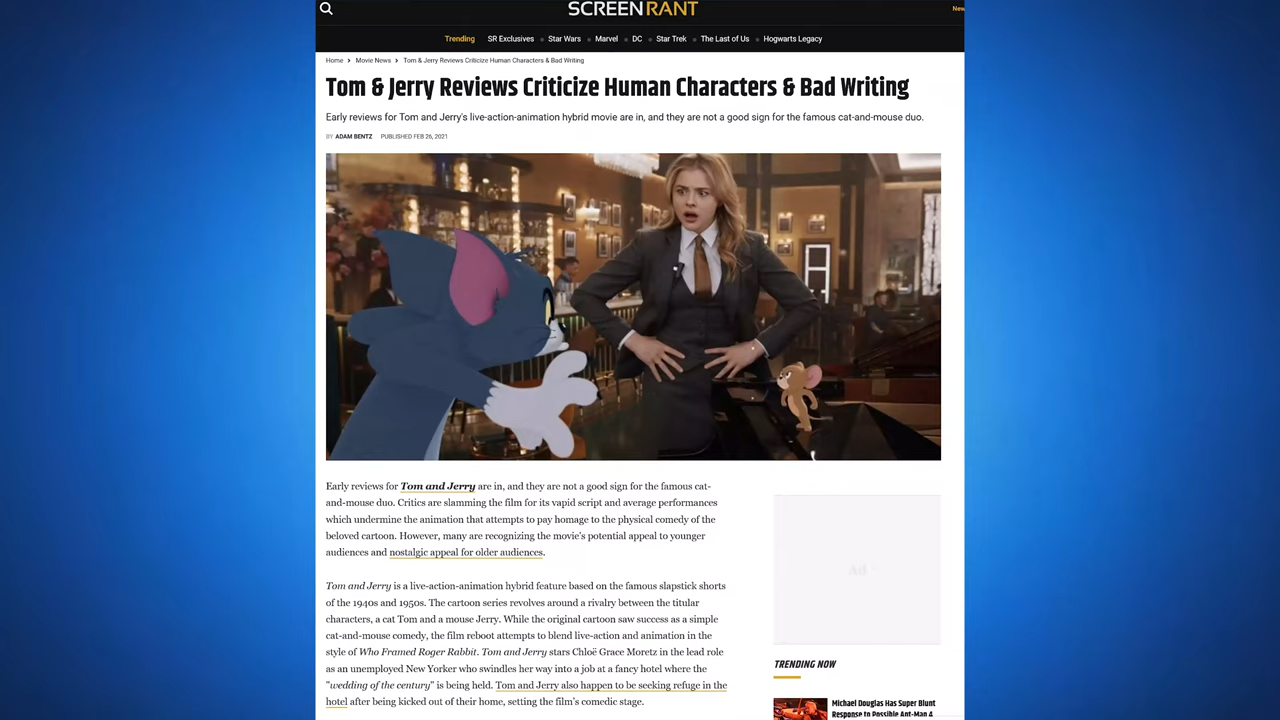 SCREENRANT
New
Trending
SR Exclusives
Star Wars
Marvel
DC
Star Trek
The Last of Us
Hogwarts Legacy
Home > Movie News > Tom & Jerry Reviews Criticize Human Characters & Bad Writing
Tom & Jerry Reviews Criticize Human Characters & Bad Writing
Early reviews for Tom and Jerry's live-action-animation hybrid movie are in, and they are not a good sign for the famous cat-and-mouse duo.
BY ADAM BENTZ PUBLISHED FEB 26, 2021
Early reviews for Tom and Jerry are in, and they are not a good sign for the famous cat-
and-mouse duo. Critics are slamming the film for its vapid script and average performances
which undermine the animation that attempts to pay homage to the physical comedy of the
beloved cartoon. However, many are recognizing the movie's potential appeal to younger
audiences and nostalgic appeal for older audiences.
Tom and Jerry is a live-action-animation hybrid feature based on the famous slapstick shorts
of the 1940s and 1950s. The cartoon series revolves around a rivalry between the titular
characters, a cat Tom and a mouse Jerry. While the original cartoon saw success as a simple
cat-and-mouse comedy, the film reboot attempts to blend live-action and animation in the
style of Who Framed Roger Rabbit. Tom and Jerry stars Chloë Grace Moretz in the lead role
as an unemployed New Yorker who swindles her way into a job at a fancy hotel where the
"wedding of the century" is being held. Tom and Jerry also happen to be seeking refuge in the
hotel after being kicked out of their home, setting the film's comedic stage.
Ad
TRENDING NOW
Michael Douglas Has Super Blunt
Response to Possible Ant-Man 4